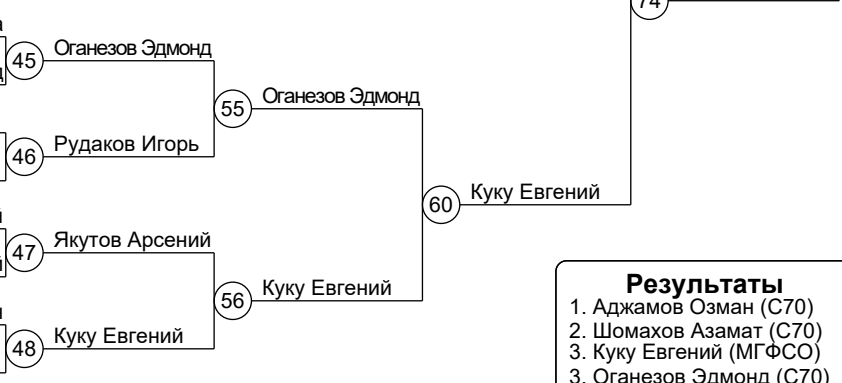 74
45
Оганезов Эдмонд
55
Оганезов Эдмонд
46
Рудаков Игорь
60
Куку Евгений
47
Якутов Арсений
56
Куку Евгений
48
Куку Евгений
Результаты
1. Аджамов Озман (С70)
2. Шомахов Азамат (С70)
3. Куку Евгений (МГФСО)
3. Оганезов Эдмонд (С70)